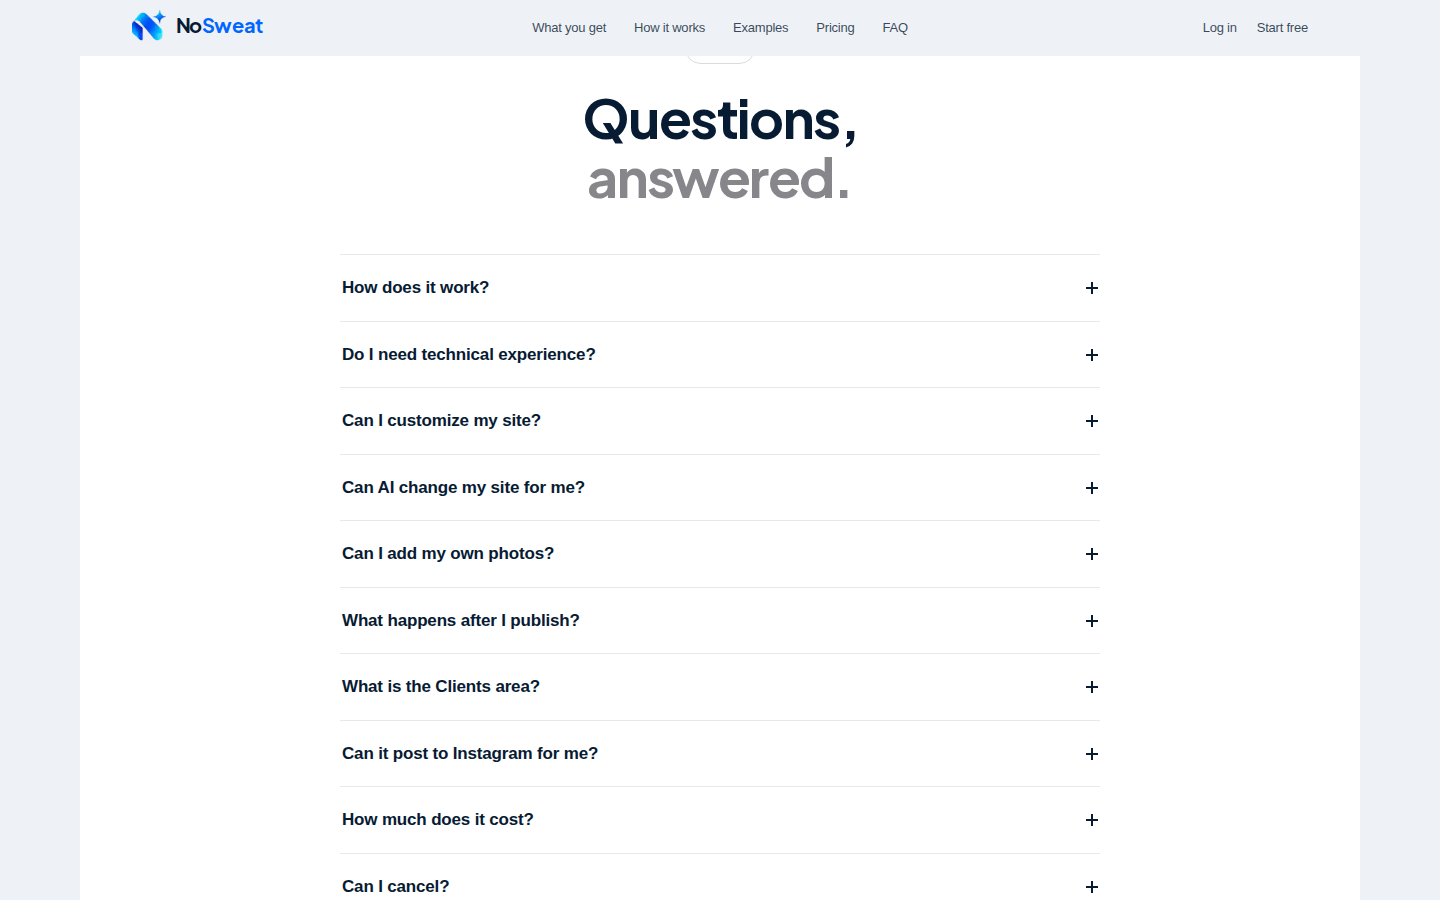 NoSweat
What you get
How it works
Examples
Pricing
FAQ
Log in
Start free
Questions,
answered.
How does it work?
Do I need technical experience?
Can I customize my site?
Can AI change my site for me?
Can I add my own photos?
What happens after I publish?
What is the Clients area?
Can it post to Instagram for me?
How much does it cost?
Can I cancel?